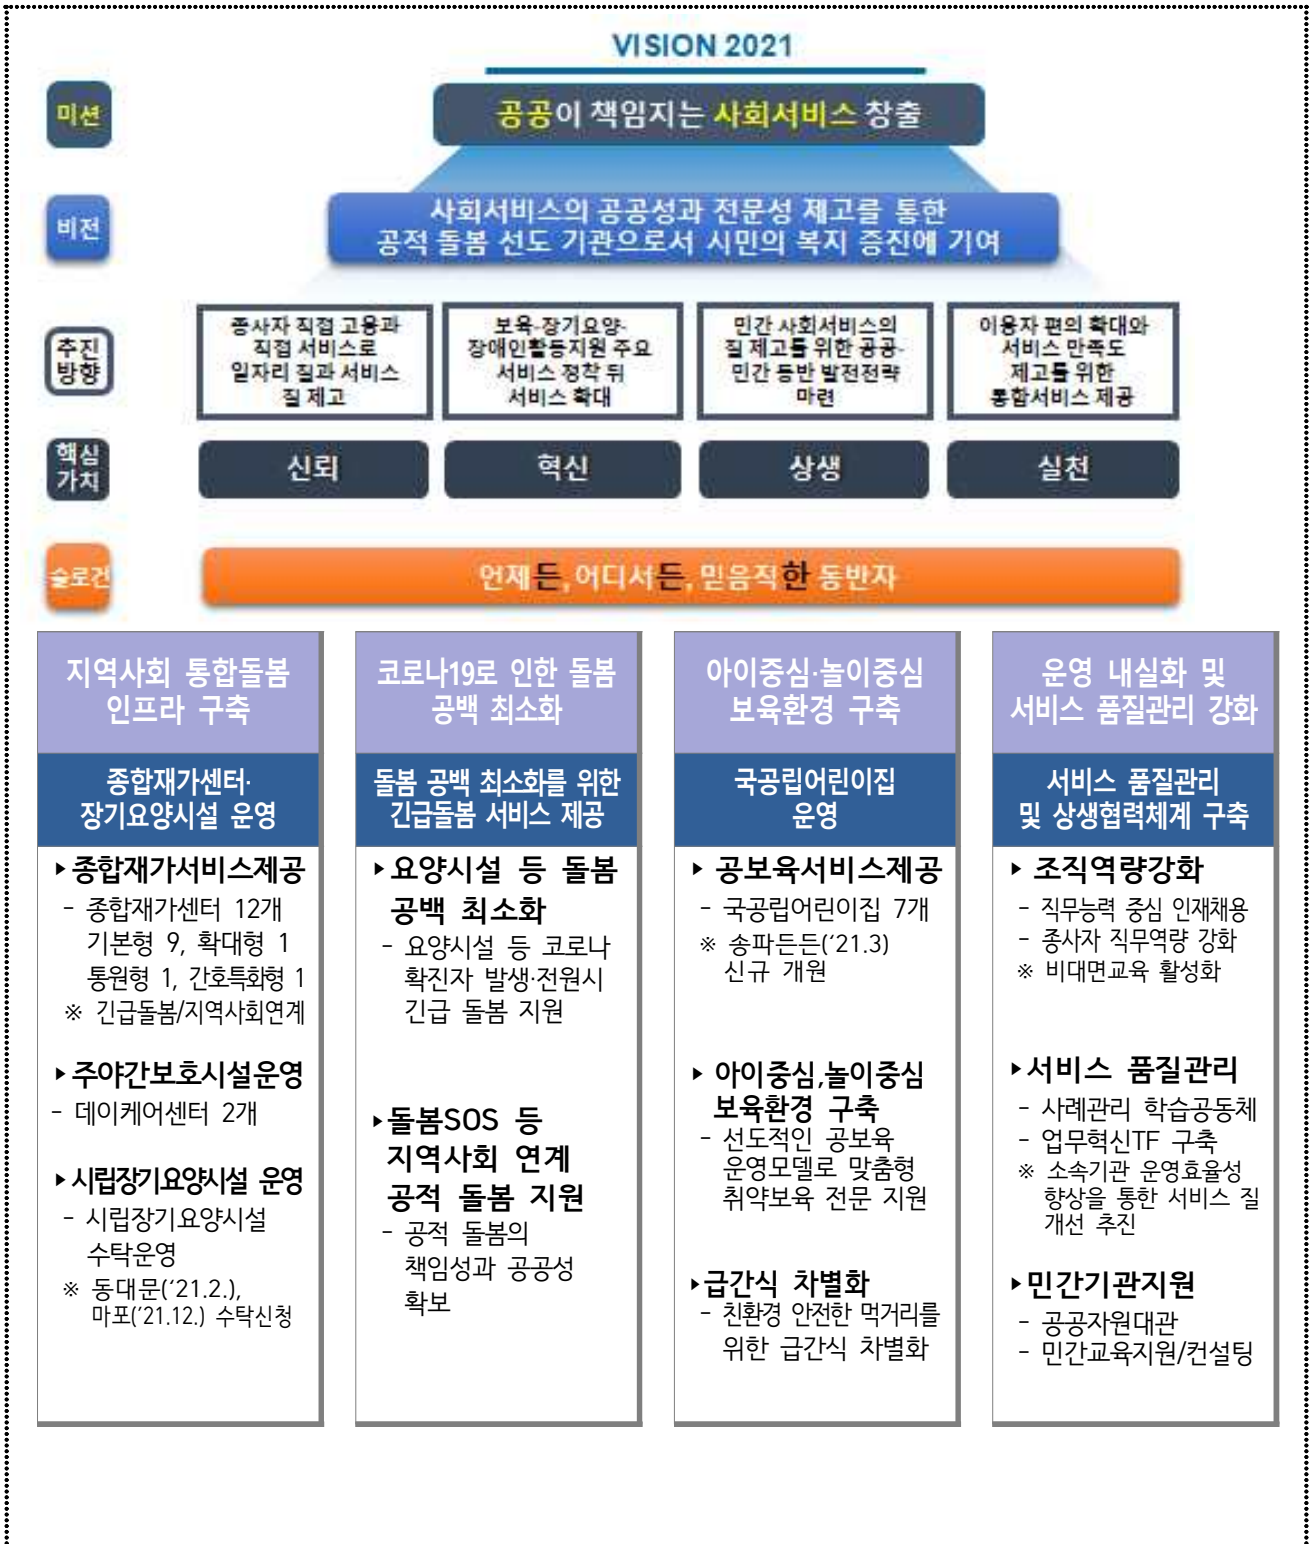 VISION 2021
미션
공공이 책임지는 사회서비스 창출
비전
사회서비스의 공공성과 전문성 제고를 통한
공적 돌봄 선도 기관으로서 시민의 복지 증진에 기여
추진
방향
종사자 직접 고용과
직접 서비스로
일자리 질과 서비스
질 제고
보육·장기요양·
장애인활동지원 주요
서비스 정착 뒤
서비스 확대
민간 사회서비스의
질 제고를 위한 공공·
민간 동반 발전전략
마련
이용자 편의 확대와
서비스 만족도
제고를 위한
통합서비스 제공
핵심
가치
신뢰
혁신
상생
실천
슬로건
언제든, 어디서든, 믿음직한 동반자
지역사회 통합돌봄
인프라 구축
종합재가센터·
장기요양시설 운영
▸종합재가서비스제공
- 종합재가센터 12개
기본형 9, 확대형 1
통원형 1, 간호특화형 1
※ 긴급돌봄/지역사회연계
▸주야간보호시설운영
- 데이케어센터 2개
▸시립장기요양시설 운영
- 시립장기요양시설
수탁운영
※ 동대문('21.2.),
마포('21.12.) 수탁신청
코로나19로 인한 돌봄
공백 최소화
돌봄 공백 최소화를 위한
긴급돌봄 서비스 제공
▸요양시설 등 돌봄
공백 최소화
- 요양시설 등 코로나
확진자 발생·전원시
긴급 돌봄 지원
▸돌봄SOS 등
지역사회 연계
공적 돌봄 지원
- 공적 돌봄의
책임성과 공공성
확보
아이중심·놀이중심
보육환경 구축
국공립어린이집
운영
▸ 공보육서비스제공
- 국공립어린이집 7개
※ 송파든든('21.3)
신규 개원
▸ 아이중심,놀이중심
보육환경 구축
- 선도적인 공보육
운영모델로 맞춤형
취약보육 전문 지원
▸급간식 차별화
- 친환경 안전한 먹거리를
위한 급간식 차별화
운영 내실화 및
서비스 품질관리 강화
서비스 품질관리
및 상생협력체계 구축
▸ 조직역량강화
- 직무능력 중심 인재채용
- 종사자 직무역량 강화
※ 비대면교육 활성화
▸서비스 품질관리
- 사례관리 학습공동체
- 업무혁신TF 구축
※ 소속기관 운영효율성
향상을 통한 서비스 질
개선 추진
▸민간기관지원
- 공공자원대관
- 민간교육지원/컨설팅